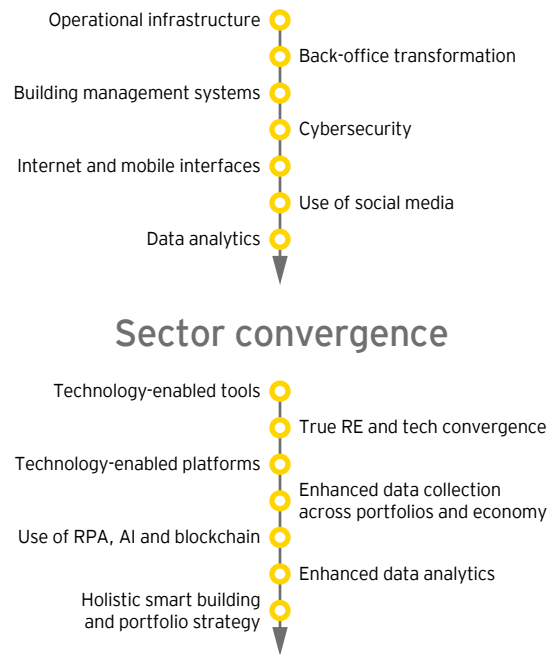 Operational infrastructure
Back-office transformation
Building management systems
Cybersecurity
Internet and mobile interfaces
Use of social media
Data analytics
Sector convergence
Technology-enabled tools
True RE and tech convergence
Technology-enabled platforms
Enhanced data collection
across portfolios and economy
Use of RPA, AI and blockchain
Enhanced data analytics
Holistic smart building
and portfolio strategy